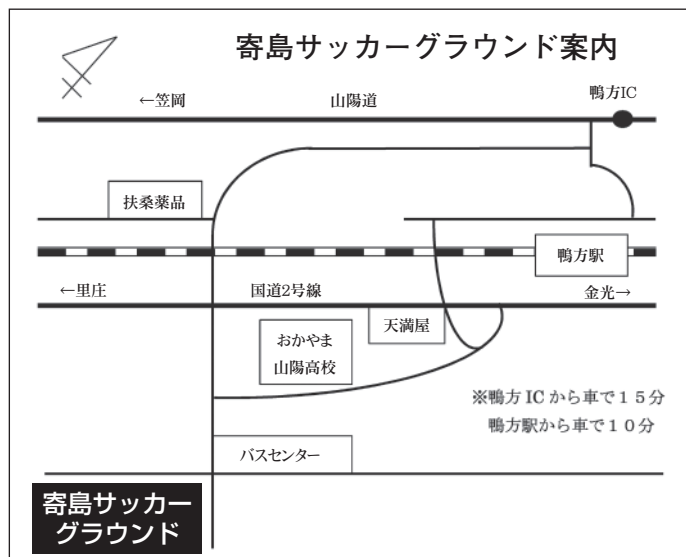 寄島サッカーグラウンド案内
←笠岡
山陽道
鴨方IC
扶桑薬品
鴨方駅
←里庄
国道2号線
金光→
天満屋
おかやま
山陽高校
※鴨方 IC から車で１５分
鴨方駅から車で１０分
バスセンター
寄島サッカー
グラウンド